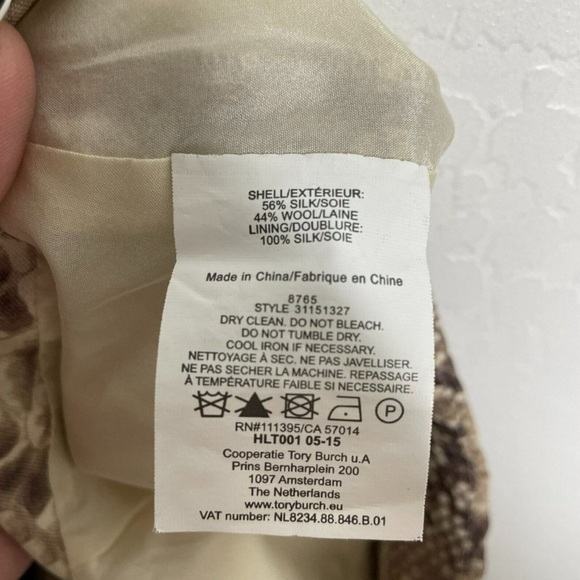 SHELL/EXTÉRIEUR:
56% SILK/SOIE
44% WOOL/LAINE
LINING/DOUBLURE:
100% SILK/SOIE
Made in China/Fabrique en Chine
8765
STYLE 31151327
DRY CLEAN. DO NOT BLEACH.
DO NOT TUMBLE DRY.
COOL IRON IF NECESSARY.
NETTOYAGE À SEC. NE PAS JAVELLISER.
NE PAS SECHER LA MACHINE. REPASSAGE
À TEMPÉRATURE FAIBLE SI NECESSAIRE.
P
RN#111395/CA 57014
HLT001 05-15
Cooperatie Tory Burch u.A
Prins Bernharplein 200
1097 Amsterdam
The Netherlands
www.toryburch.com
VAT number: NL8234.88.846.B.01